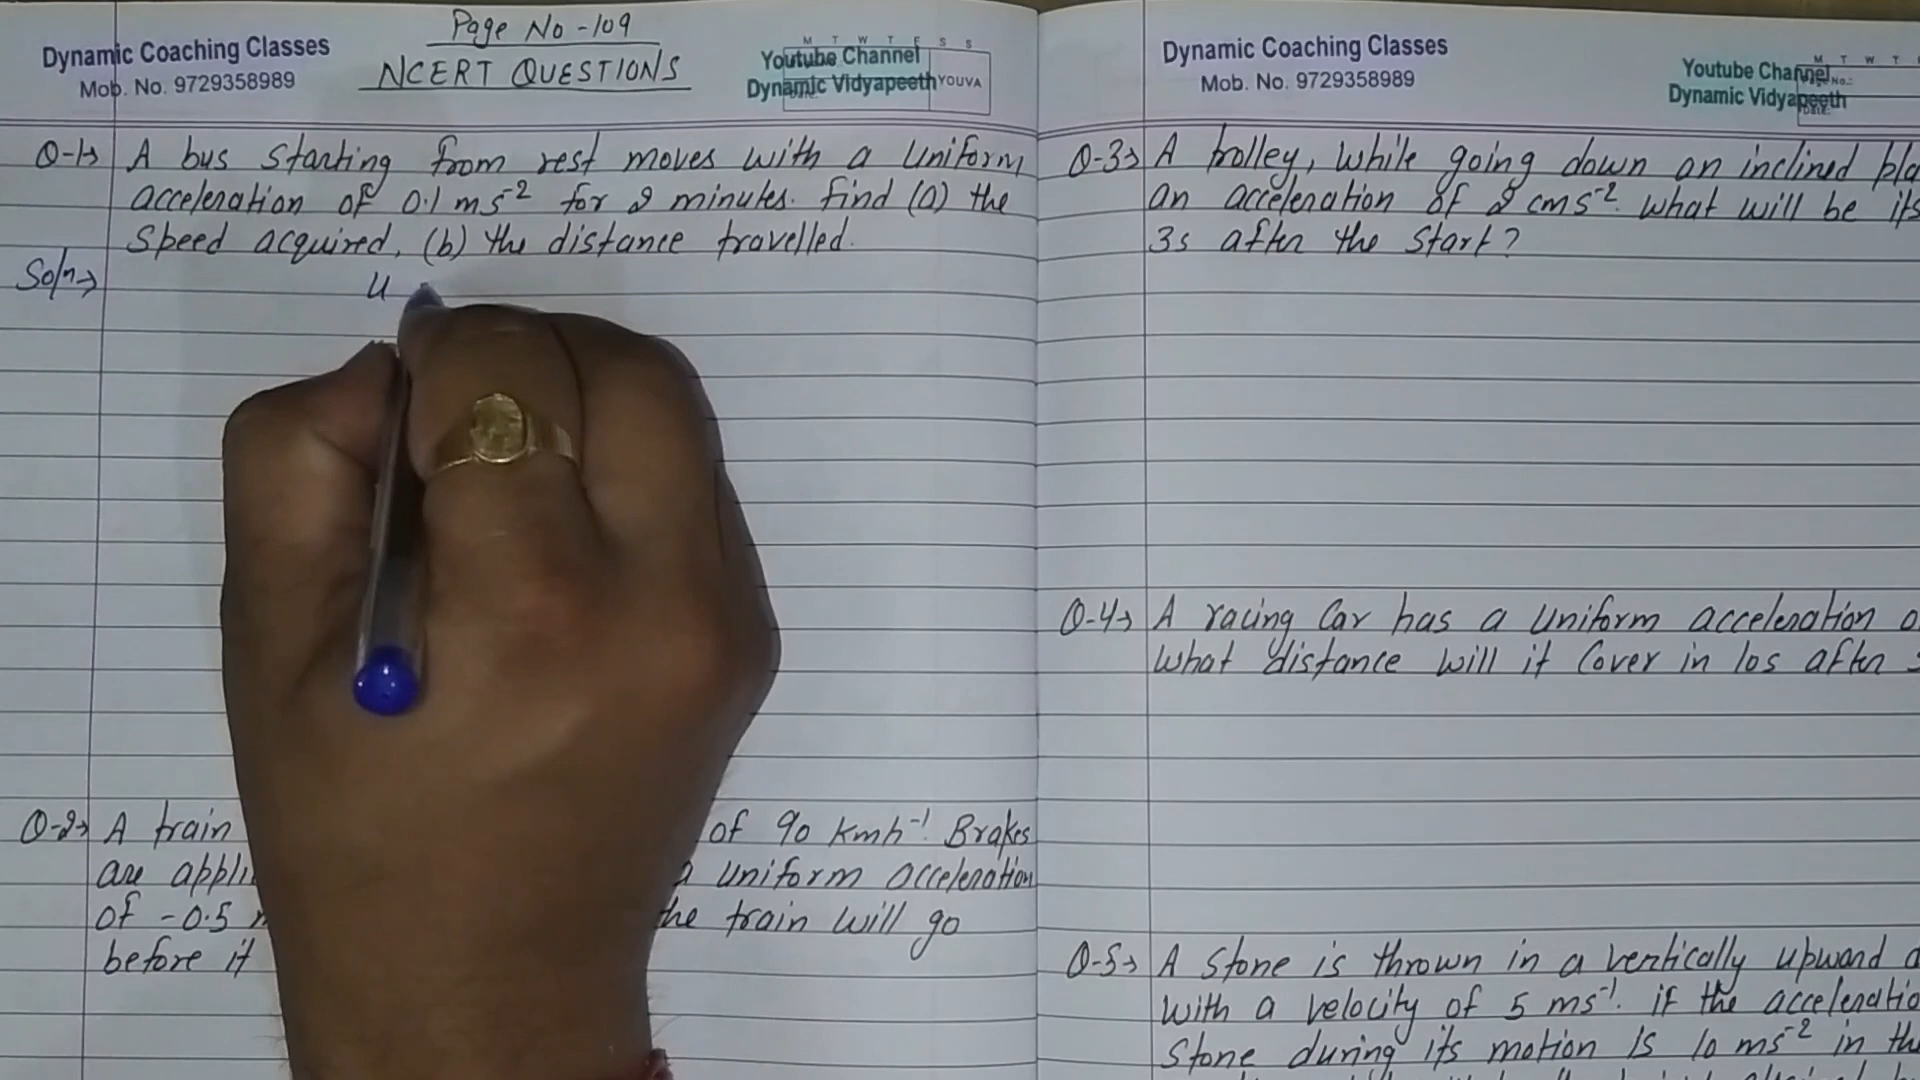 Page No -109
Dynamic Coaching Classes
Mob. No. 9729358989
NCERT QUESTIONS
M T W T F S S
Youtube Channel
Dynamic Vidyapeeth
YOUVA
Q-1→ A bus starting from rest moves with a uniform
acceleration of 0.1 ms⁻² for 2 minutes. find (a) the
speed acquired, (b) the distance travelled.
Soln→
u
Q-2→ A train of 90 kmh⁻¹. Brakes
are uniform acceleration
of -0.5 the train will go
before it
Dynamic Coaching Classes
Mob. No. 9729358989
M T W T
Youtube Channel
Dynamic Vidyapeeth
Q-3→ A trolley, while going down an inclined
an acceleration of 2 cms⁻². what will be its
3s after the start?
Q-4→ A racing car has a uniform acceleration
what distance will it cover in 10s after
Q-5→ A stone is thrown in a vertically upward
with a velocity of 5 ms⁻¹. if the
stone during its motion is 10 ms⁻² in